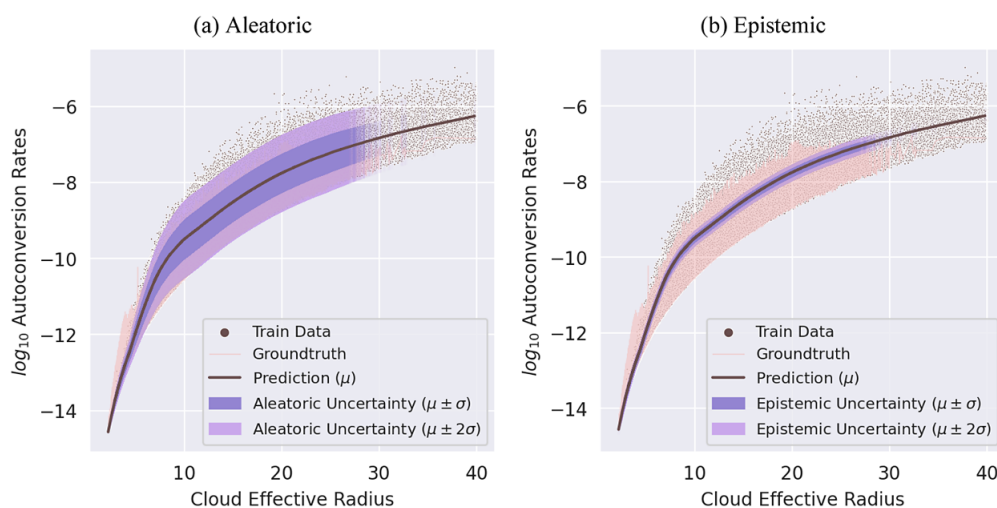 (a) Aleatoric
(b) Epistemic
log10 Autoconversion Rates
−6
−8
−10
−12
−14
Train Data
Groundtruth
Prediction (μ)
Aleatoric Uncertainty (μ ± σ)
Aleatoric Uncertainty (μ ± 2σ)
10 20 30 40
Cloud Effective Radius
log10 Autoconversion Rates
−6
−8
−10
−12
−14
Train Data
Groundtruth
Prediction (μ)
Epistemic Uncertainty (μ ± σ)
Epistemic Uncertainty (μ ± 2σ)
10 20 30 40
Cloud Effective Radius